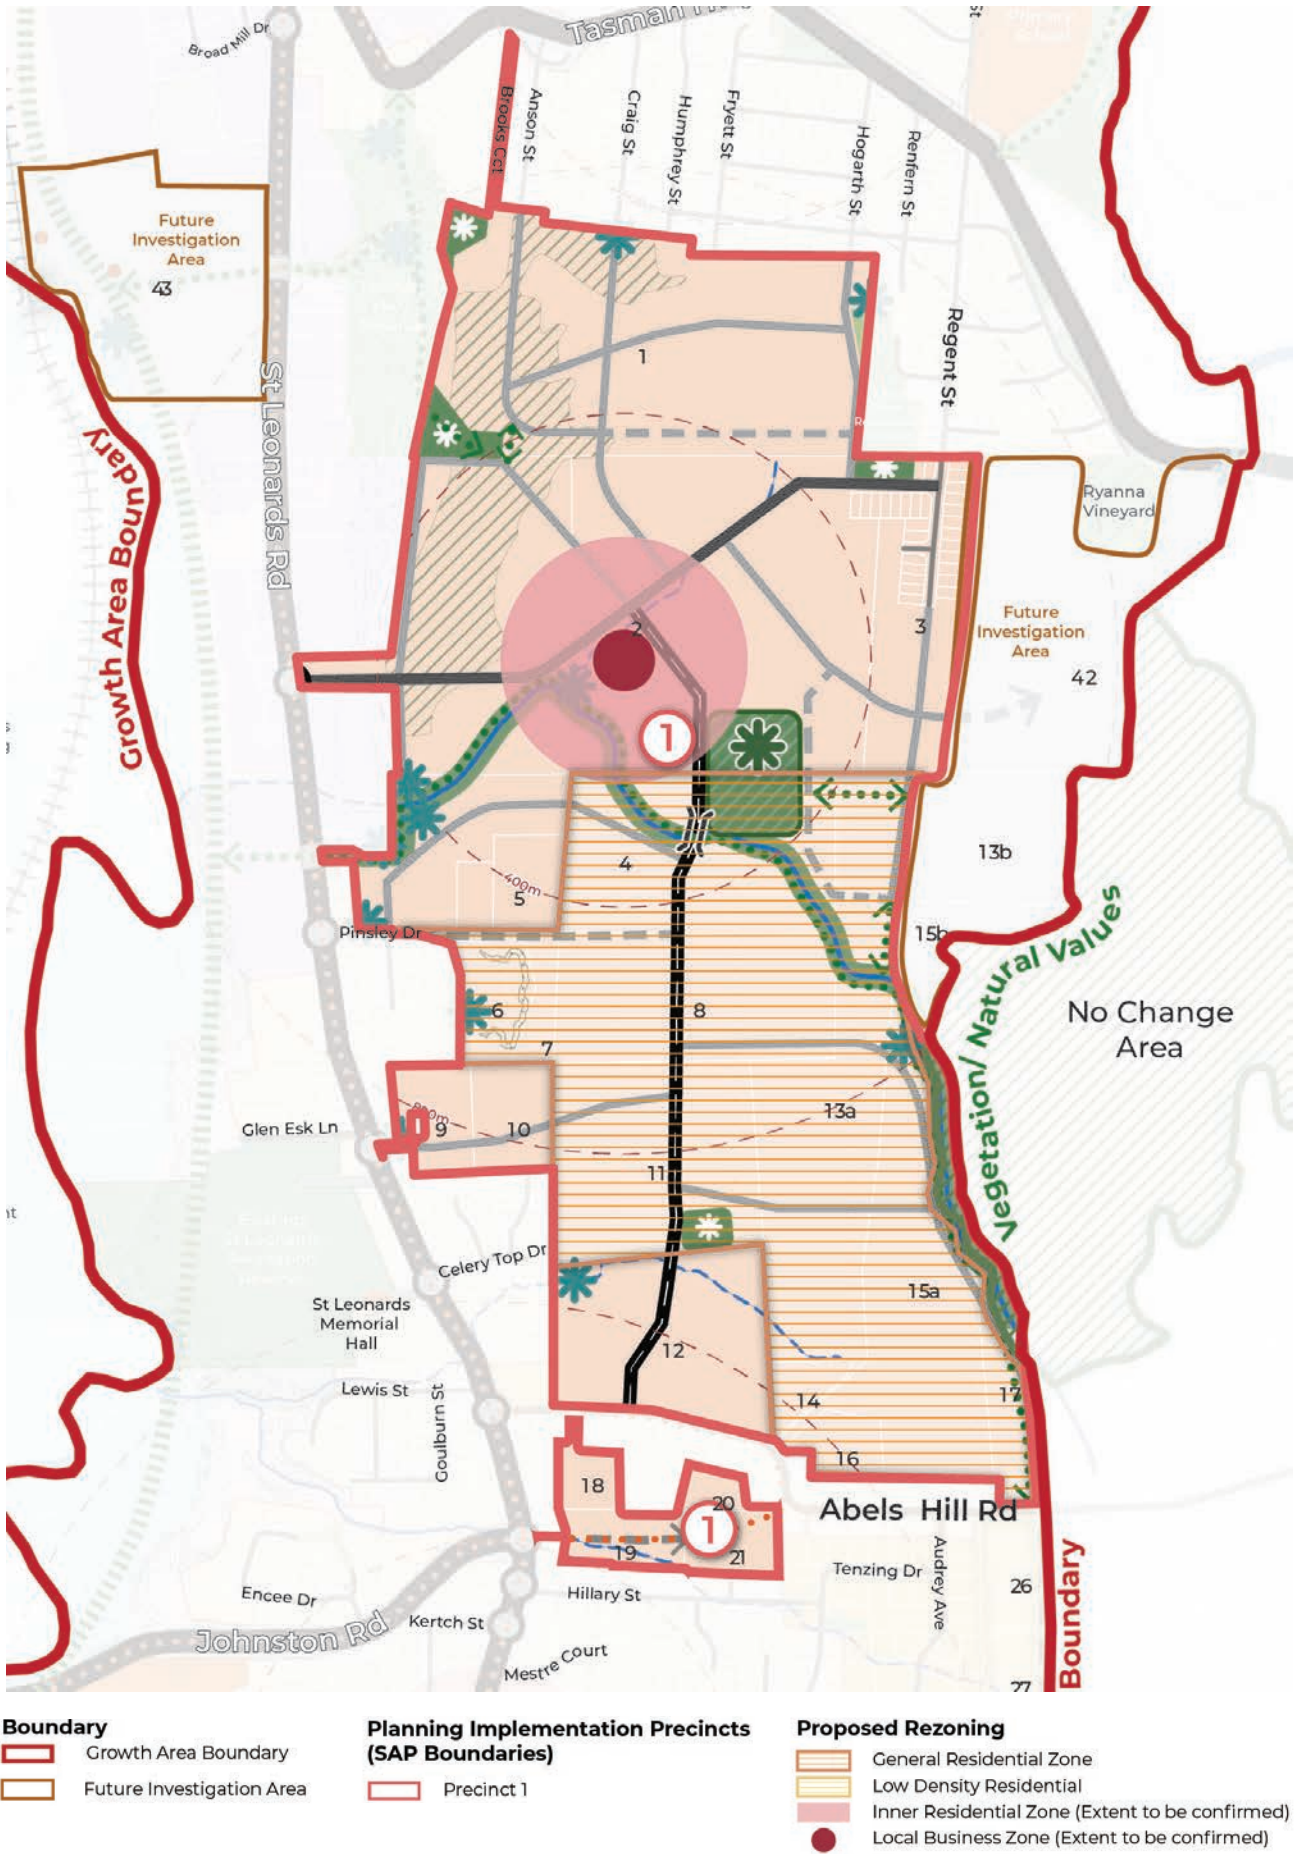 Broad Mill Dr
Tasman
Brooks Cct
Anson St
Craig St
Humphrey St
Fryett St
Hogarth St
Renfern St
Future
Investigation
Area
43
1
Regent St
St Leonards Rd
Growth Area Boundary
Ryanna
Vineyard
2
3
Future
Investigation
Area
42
1
4
13b
400m
5
Pinsley Dr
15b
6
8
7
Vegetation/ Natural Values
No Change
Area
13a
Glen Esk Ln
9
10
11
Celery Top Dr
15a
St Leonards
Memorial
Hall
12
Lewis St
Goulburn St
14
17
16
18
20
Abels Hill Rd
1
19
21
Tenzing Dr
Audrey Ave
26
Encee Dr
Hillary St
Kertch St
Johnston Rd
Mestre Court
Boundary
27
Boundary
Growth Area Boundary
Future Investigation Area
Planning Implementation Precincts
(SAP Boundaries)
Precinct 1
Proposed Rezoning
General Residential Zone
Low Density Residential
Inner Residential Zone (Extent to be confirmed)
Local Business Zone (Extent to be confirmed)